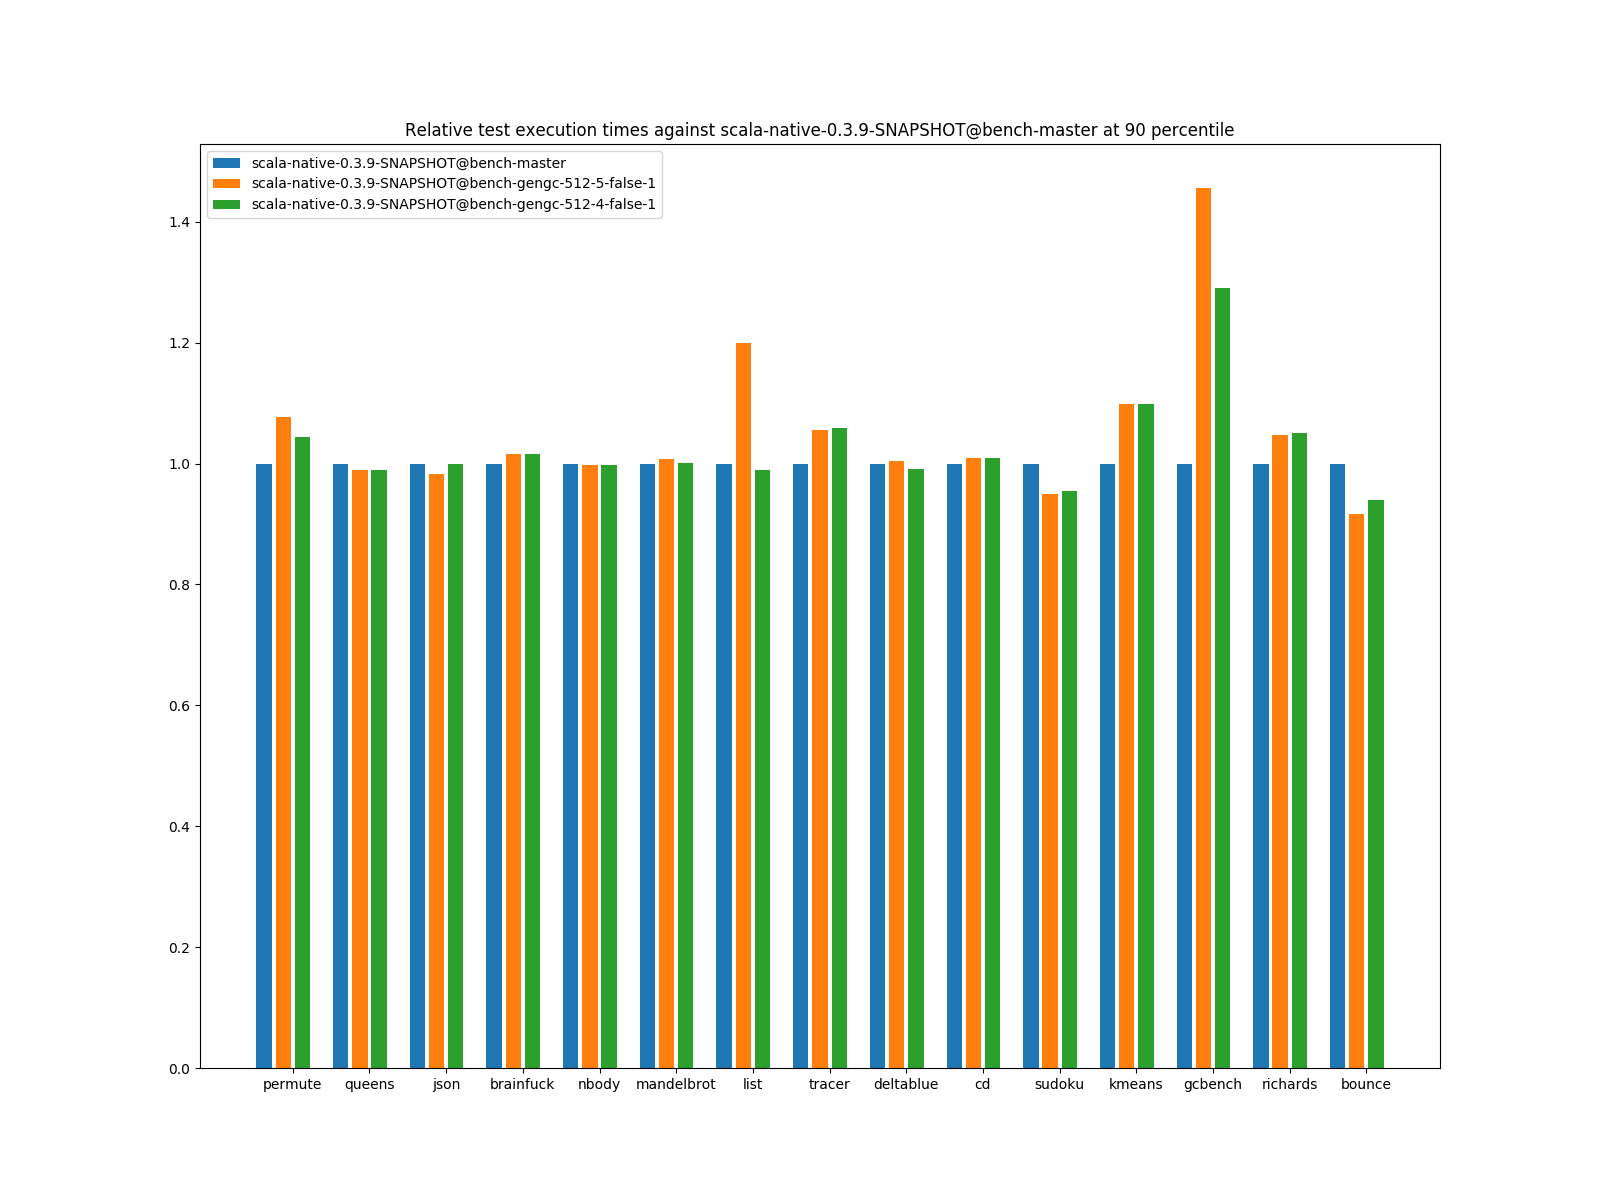 Relative test execution times against scala-native-0.3.9-SNAPSHOT@bench-master at 90 percentile
scala-native-0.3.9-SNAPSHOT@bench-master
scala-native-0.3.9-SNAPSHOT@bench-gengc-512-5-false-1
scala-native-0.3.9-SNAPSHOT@bench-gengc-512-4-false-1
1.4
1.2
1.0
0.8
0.6
0.4
0.2
0.0
permute queens json brainfuck nbody mandelbrot list tracer deltablue cd sudoku kmeans gcbench richards bounce